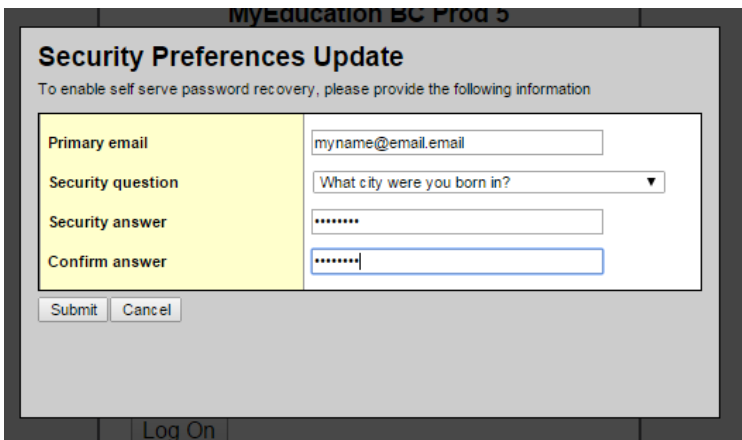 MyEducation BC Prod 5
Security Preferences Update
To enable self serve password recovery, please provide the following information
Primary email myname@email.email
Security question What city were you born in?
Security answer ••••••••
Confirm answer ••••••••
Submit Cancel
Log On